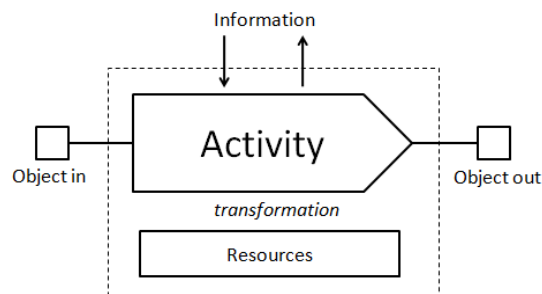 Information
Activity
Object in
Object out
transformation
Resources